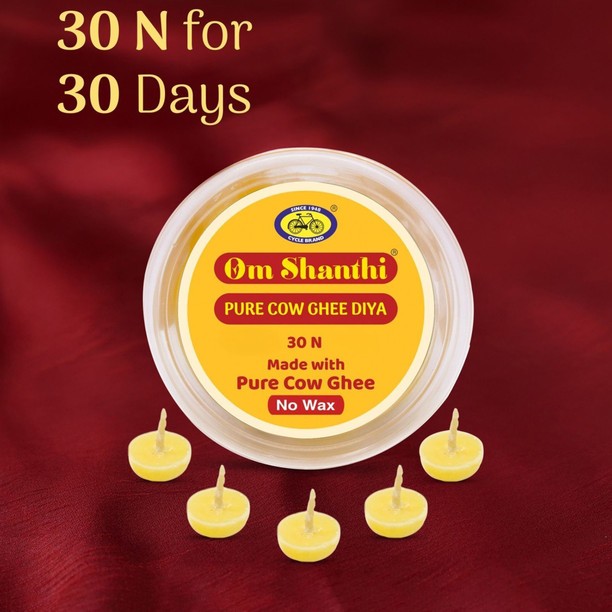 30 N for
30 Days
SINCE 1948
CYCLE BRAND
®
Om Shanthi®
PURE COW GHEE DIYA
30 N
Made with
Pure Cow Ghee
No Wax